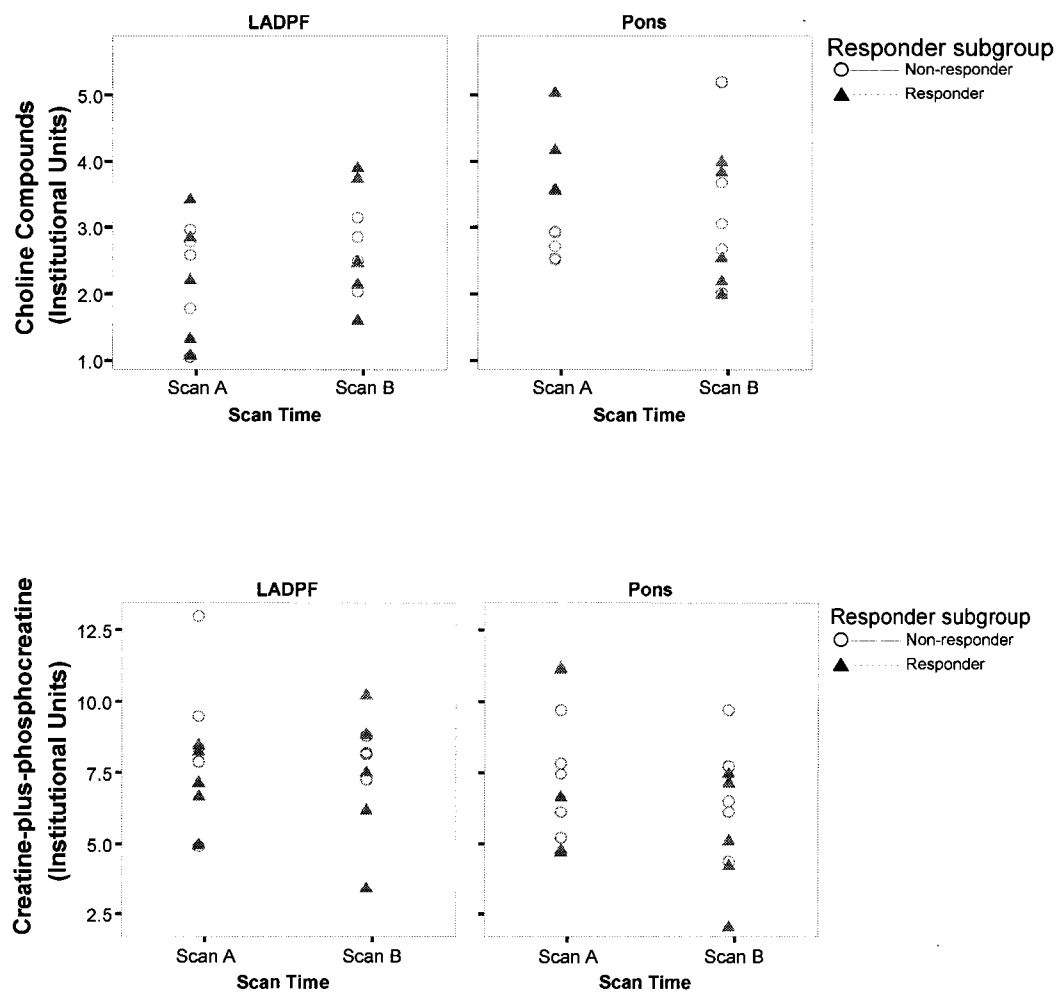 LADPF
Pons
Responder subgroup
Non-responder
Responder
Choline Compounds
(Institutional Units)
5.0
4.0
3.0
2.0
1.0
Scan A
Scan B
Scan A
Scan B
Scan Time
Scan Time
LADPF
Pons
Responder subgroup
Non-responder
Responder
Creatine-plus-phosphocreatine
(Institutional Units)
12.5
10.0
7.5
5.0
2.5
Scan A
Scan B
Scan A
Scan B
Scan Time
Scan Time